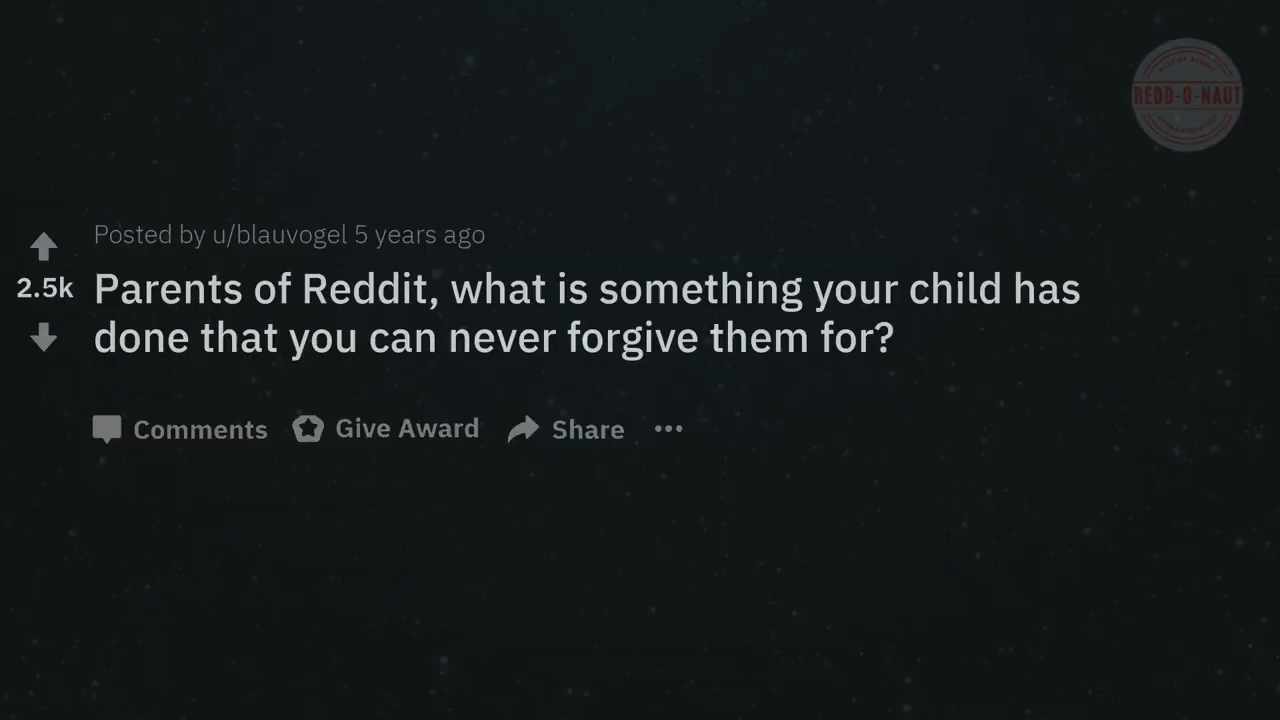 REDD-O-NAUT
Posted by u/blauvogel 5 years ago
2.5k
Parents of Reddit, what is something your child has
done that you can never forgive them for?
Comments Give Award Share •••